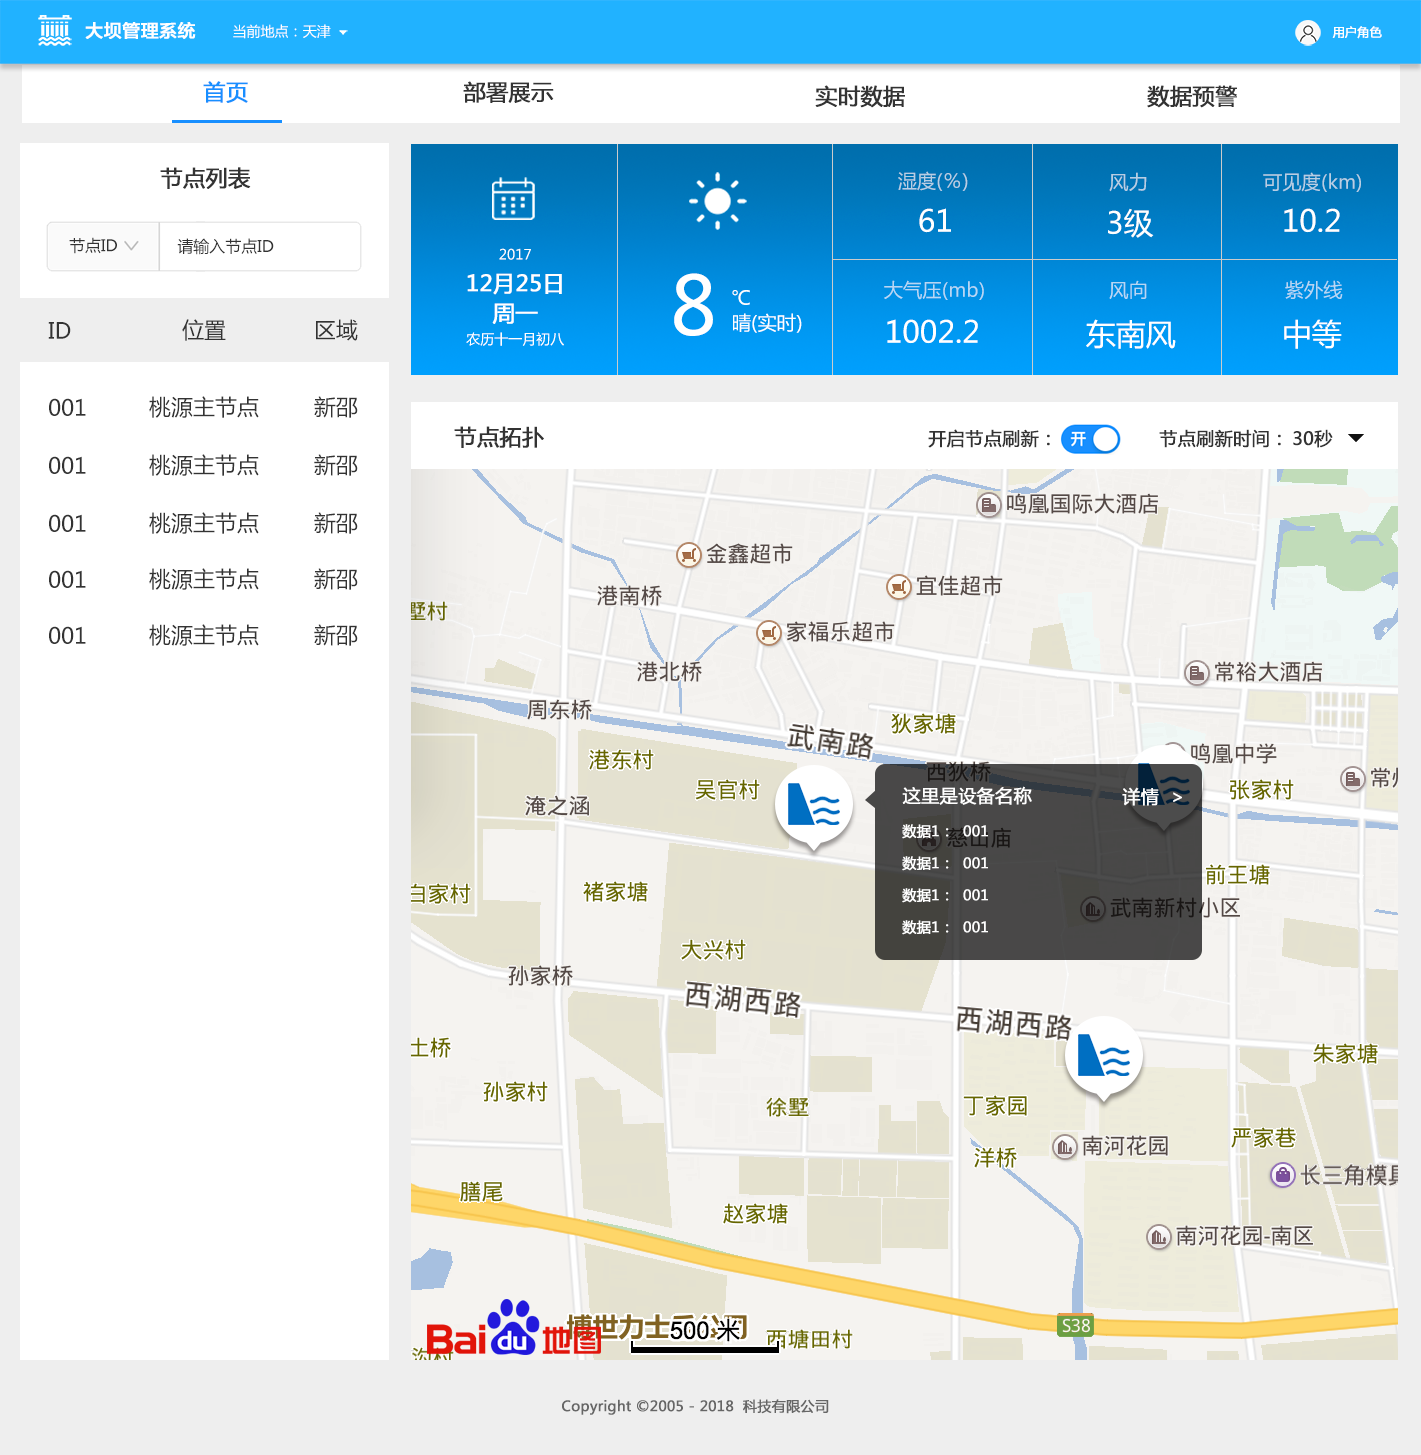 大坝管理系统
当前地点：天津
用户角色
首页
部署展示
实时数据
数据预警
节点列表
节点ID
请输入节点ID
ID 位置 区域
001 桃源主节点 新邵
001 桃源主节点 新邵
001 桃源主节点 新邵
001 桃源主节点 新邵
001 桃源主节点 新邵
2017
12月25日
周一
农历十一月初八
8
℃
晴(实时)
湿度(%)
61
风力
3级
可见度(km)
10.2
大气压(mb)
1002.2
风向
东南风
紫外线
中等
节点拓扑
开启节点刷新：
开
节点刷新时间：30秒
鸣凰国际大酒店
金鑫超市
宜佳超市
港南桥
墅村
家福乐超市
港北桥
常裕大酒店
周东桥
狄家塘
武南路
鸣凰中学
港东村
西狄桥
吴官村
张家村
常州
淹之涵
这里是设备名称
详情 >
数据1： 001
慈山庙
数据1： 001
数据1： 001
数据1： 001
前王塘
白家村
褚家塘
武南新村小区
大兴村
孙家桥
西湖西路
西湖西路
土桥
朱家塘
孙家村
徐墅
丁家园
南河花园
严家巷
洋桥
长三角模具
膳尾
赵家塘
南河花园-南区
S38
Bai du 地图
500 米
西塘田村
沟村
Copyright ©2005 - 2018 科技有限公司